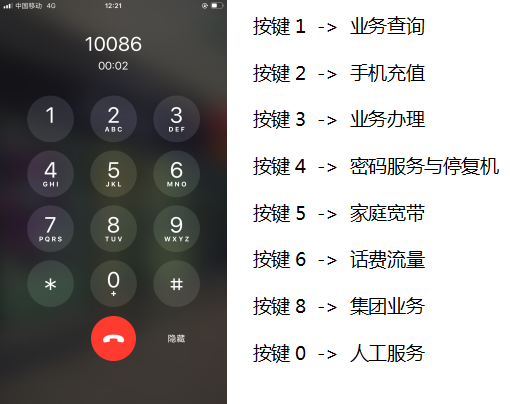 中国移动 4G 12:21
10086
00:02
1
2 ABC
3 DEF
4 GHI
5 JKL
6 MNO
7 PQRS
8 TUV
9 WXYZ
*
0 +
#
隐藏
按键 1 -> 业务查询
按键 2 -> 手机充值
按键 3 -> 业务办理
按键 4 -> 密码服务与停复机
按键 5 -> 家庭宽带
按键 6 -> 话费流量
按键 8 -> 集团业务
按键 0 -> 人工服务